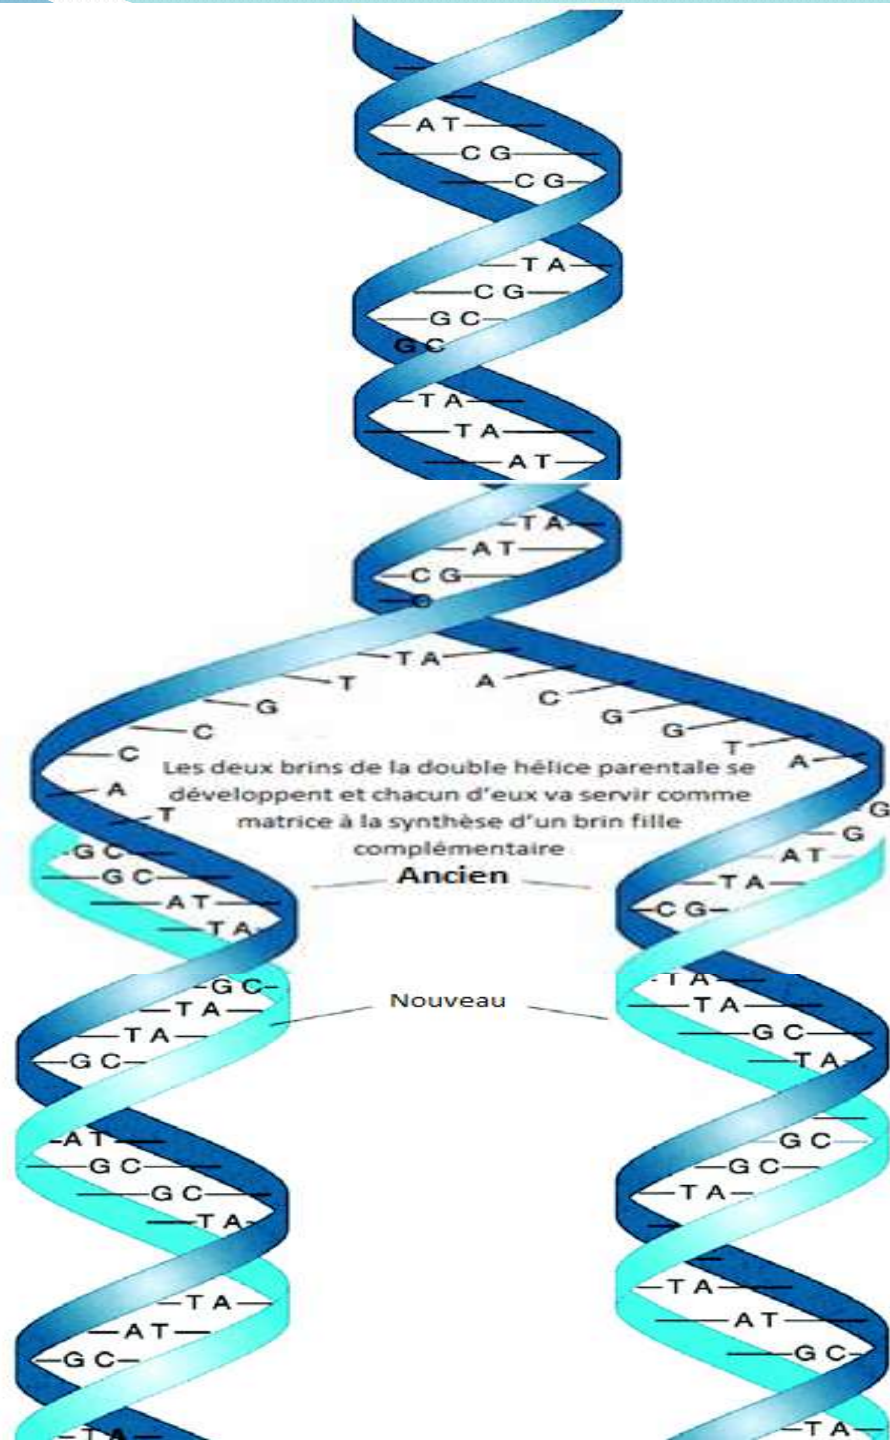 A T
C G
C G
T A
C G
G C
G C
T A
T A
A T
T A
A T
C G
T A
T A
G C
C G
C G
A T
T A
Les deux brins de la double hélice parentale se
développent et chacun d'eux va servir comme
matrice à la synthèse d'un brin fille
complémentaire
G
G
G C
A T
G C
Ancien
T A
A T
C G
T A
T A
G C
Nouveau
T A
T A
T A
G C
G C
T A
A T
G C
G C
G C
G C
T A
T A
T A
T A
A T
A T
G C
G C
T A
T A